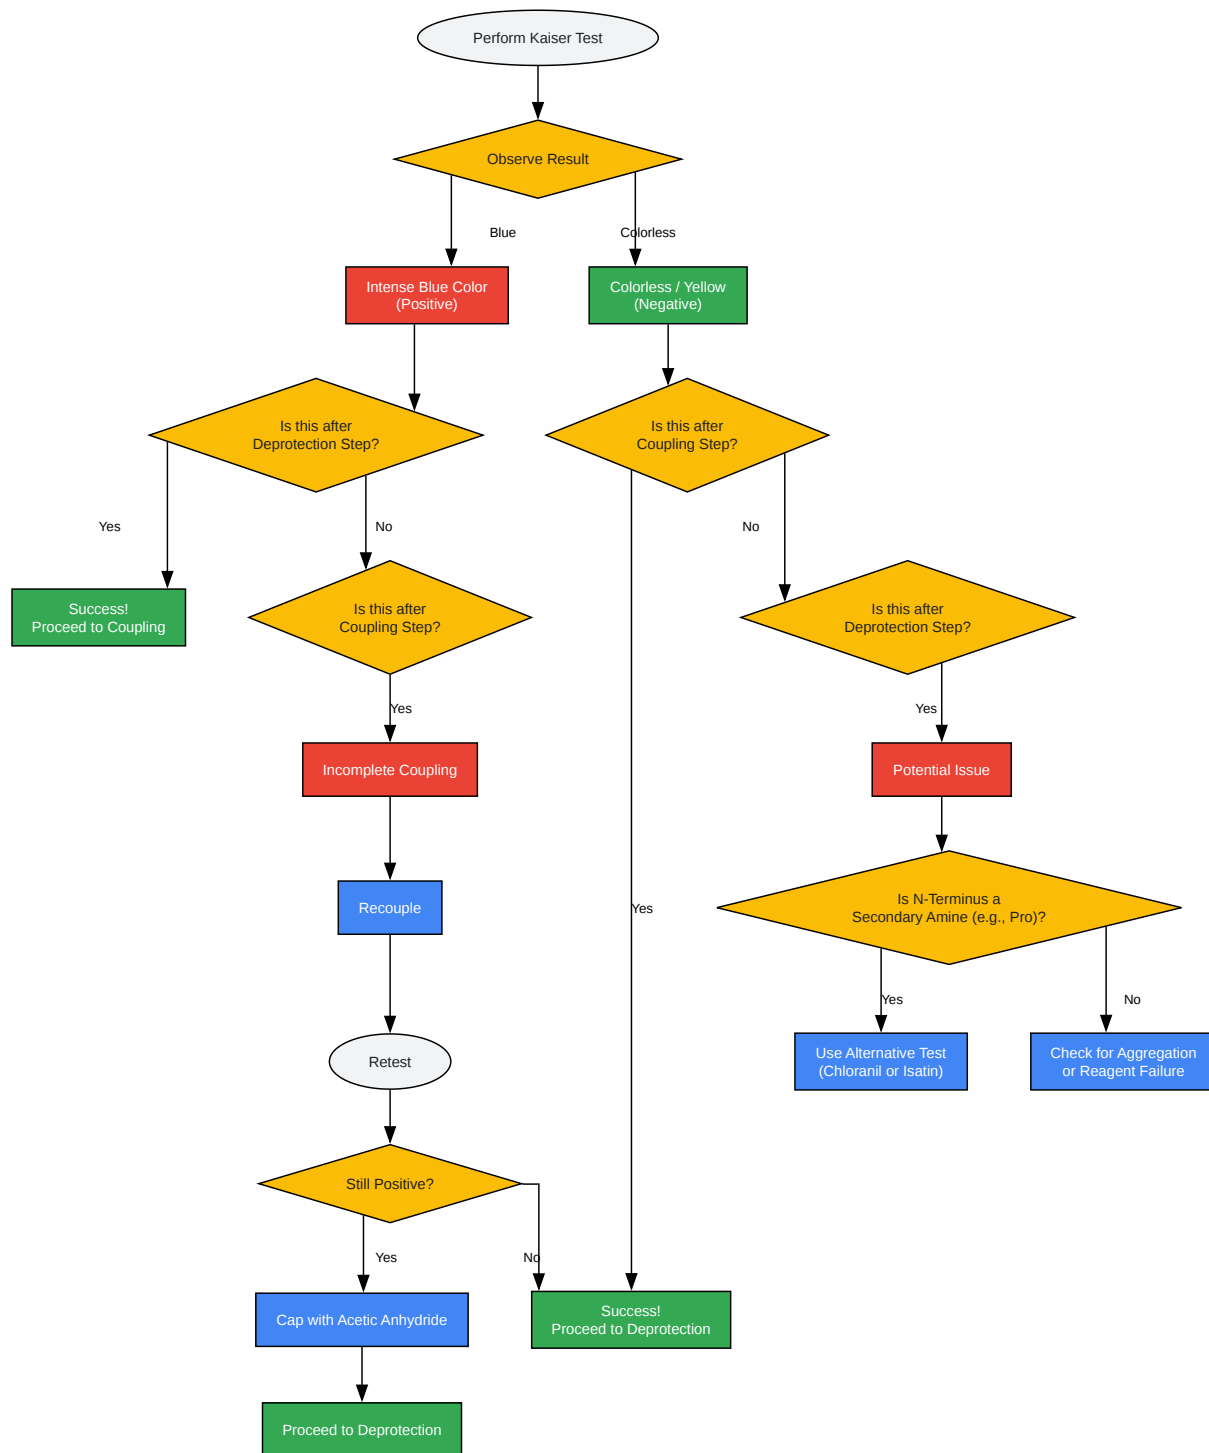 Perform Kaiser Test
Observe Result
Blue
Colorless
Intense Blue Color
(Positive)
Colorless / Yellow
(Negative)
Is this after
Deprotection Step?
Is this after
Coupling Step?
Yes
No
No
Success!
Proceed to Coupling
Is this after
Coupling Step?
Is this after
Deprotection Step?
Yes
Yes
Incomplete Coupling
Potential Issue
Recouple
Yes
Is N-Terminus a
Secondary Amine (e.g., Pro)?
Yes
No
Retest
Use Alternative Test
(Chloranil or Isatin)
Check for Aggregation
or Reagent Failure
Still Positive?
Yes
No
Cap with Acetic Anhydride
Success!
Proceed to Deprotection
Proceed to Deprotection